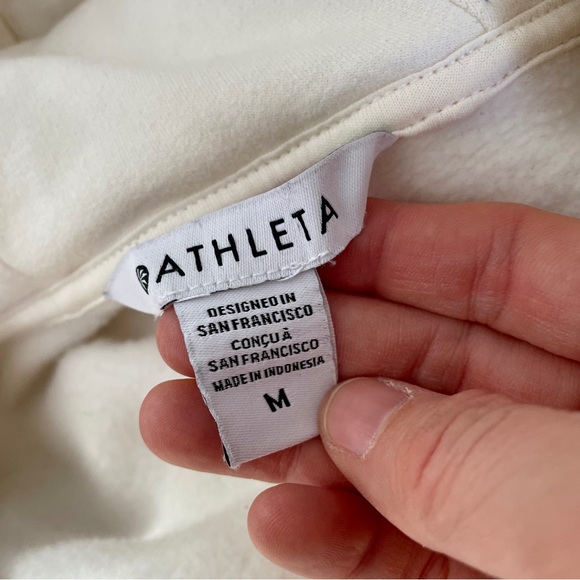 ATHLETA
DESIGNED IN
SAN FRANCISCO
CONÇU À
SAN FRANCISCO
MADE IN INDONESIA
M